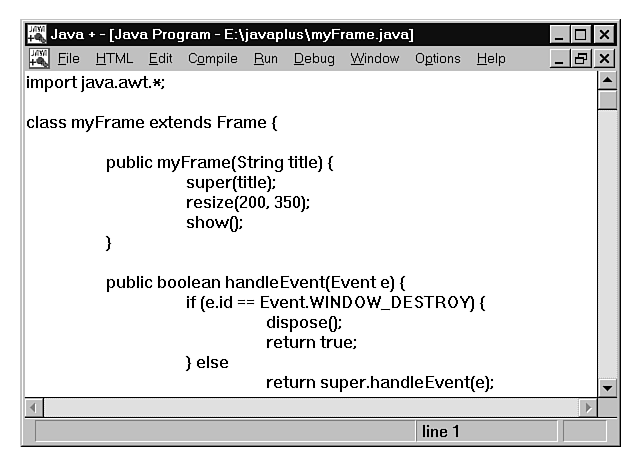 Java + - [Java Program - E:\javaplus\myFrame.java]
File HTML Edit Compile Run Debug Window Options Help
import java.awt.*;
class myFrame extends Frame {
public myFrame(String title) {
super(title);
resize(200, 350);
show();
}
public boolean handleEvent(Event e) {
if (e.id == Event.WINDOW_DESTROY) {
dispose();
return true;
} else
return super.handleEvent(e);
line 1